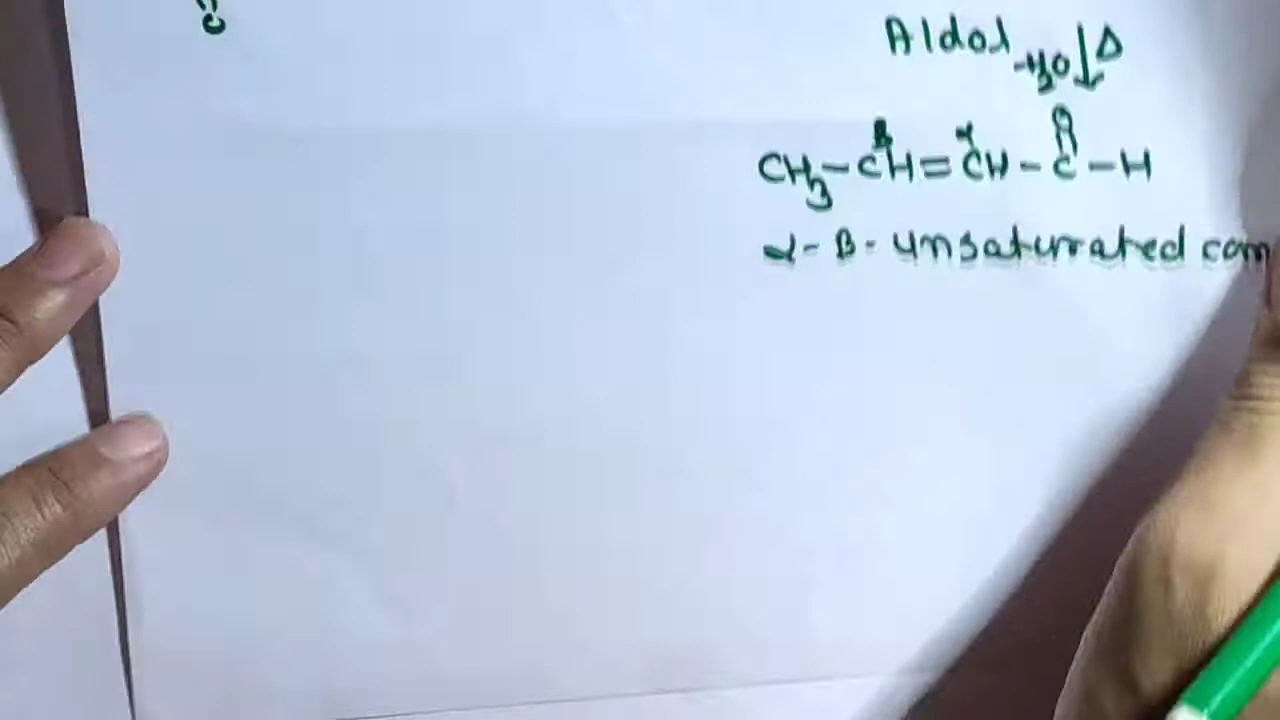 Aldol -H2O ↓ Δ
O
CH3-CH=CH-C-H
α-β-unsaturated com